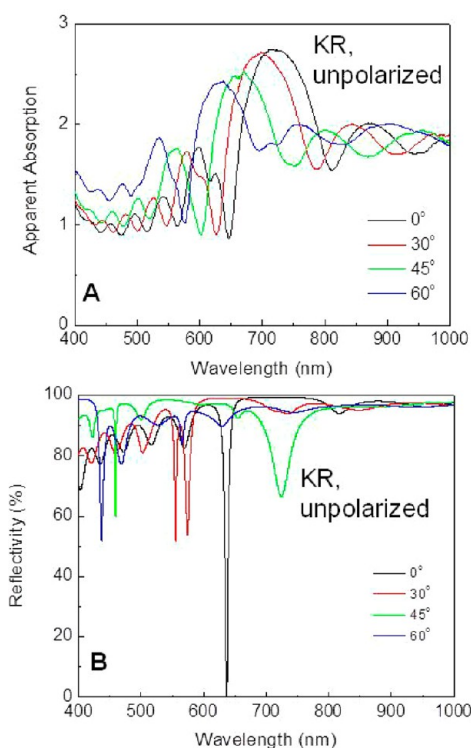 3
KR,
unpolarized
2
Apparent Absorption
1
0°
30°
45°
60°
A
0
400 500 600 700 800 900 1000
Wavelength (nm)
100
80
60
40
20
0
Reflectivity (%)
KR,
unpolarized
0°
30°
45°
60°
B
400 500 600 700 800 900 1000
Wavelength (nm)